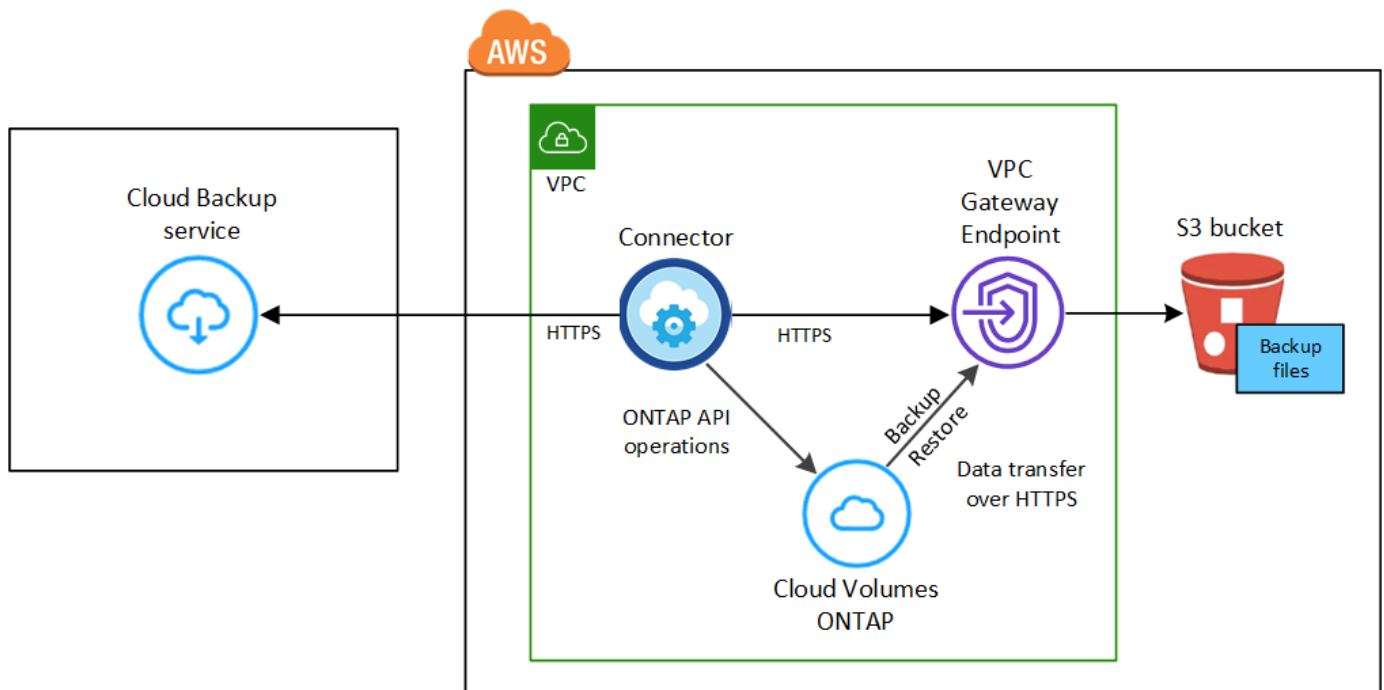 AWS
VPC
Cloud Backup
service
Connector
VPC
Gateway
Endpoint
S3 bucket
HTTPS
HTTPS
Backup
files
ONTAP API
operations
Backup
Restore
Data transfer
over HTTPS
Cloud Volumes
ONTAP